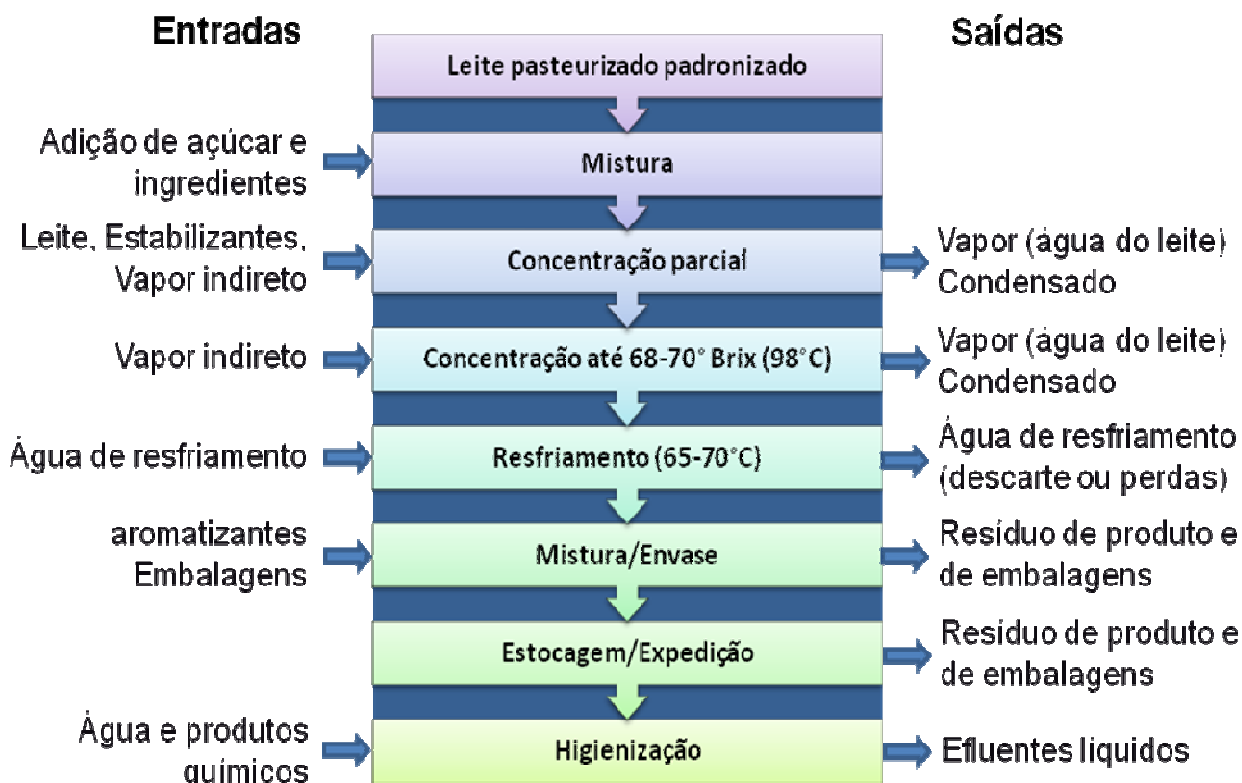 Entradas
Saídas
Leite pasteurizado padronizado
Adição de açúcar e
ingredientes
Mistura
Leite, Estabilizantes,
Vapor indireto
Concentração parcial
Vapor (água do leite)
Condensado
Vapor indireto
Concentração até 68-70° Brix (98°C)
Vapor (água do leite)
Condensado
Água de resfriamento
Resfriamento (65-70°C)
Água de resfriamento
(descarte ou perdas)
aromatizantes
Embalagens
Mistura/Envase
Resíduo de produto e
de embalagens
Estocagem/Expedição
Resíduo de produto e
de embalagens
Água e produtos
químicos
Higienização
Efluentes líquidos